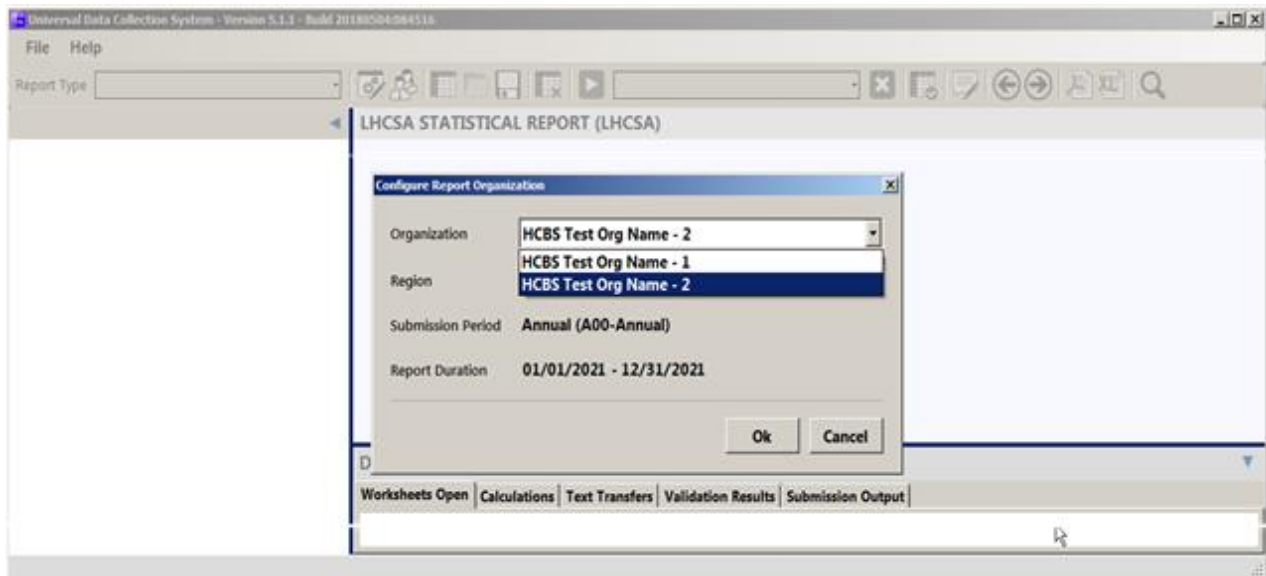 Universal Data Collection System - Version 5.1.1 - Build 20180504:084516
File Help
Report Type
LHCSA STATISTICAL REPORT (LHCSA)
Configure Report Organization
Organization HCBS Test Org Name - 2
HCBS Test Org Name - 1
Region HCBS Test Org Name - 2
Submission Period Annual (A00-Annual)
Report Duration 01/01/2021 - 12/31/2021
Ok Cancel
D
Worksheets Open Calculations Text Transfers Validation Results Submission Output